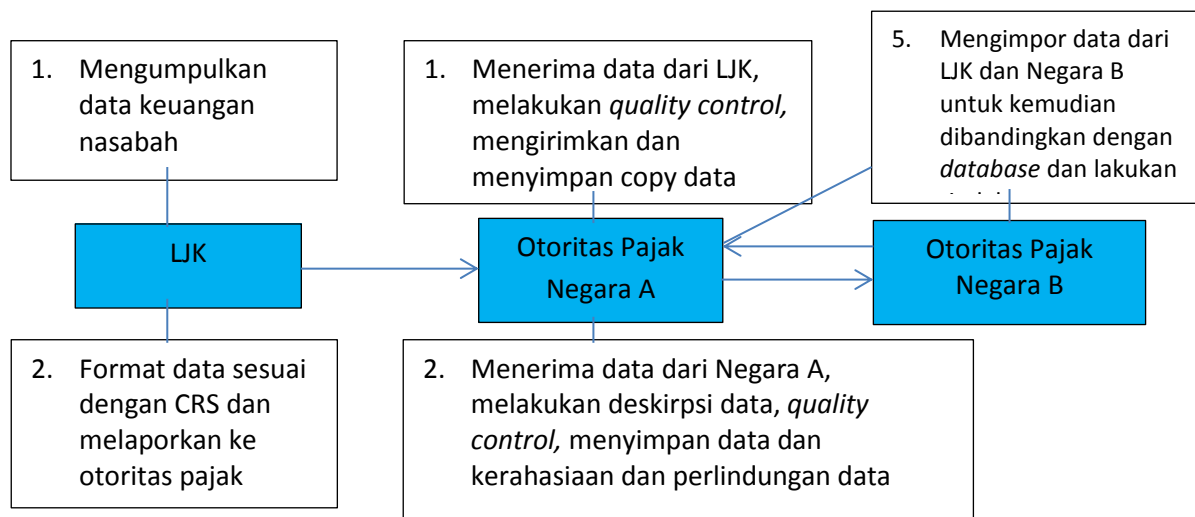 1. Mengumpulkan
data keuangan
nasabah
1. Menerima data dari LJK,
melakukan quality control,
mengirimkan dan
menyimpan copy data
5. Mengimpor data dari
LJK dan Negara B
untuk kemudian
dibandingkan dengan
database dan lakukan
LJK
Otoritas Pajak
Negara A
Otoritas Pajak
Negara B
2. Format data sesuai
dengan CRS dan
melaporkan ke
otoritas pajak
2. Menerima data dari Negara A,
melakukan deskirpsi data, quality
control, menyimpan data dan
kerahasiaan dan perlindungan data